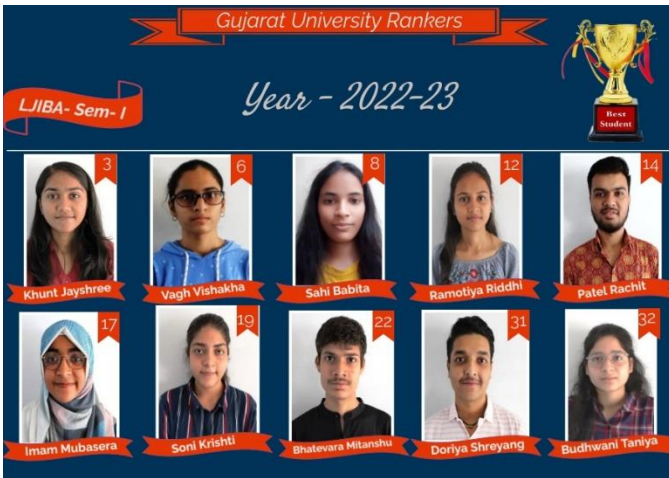 Gujarat University Rankers
LJIBA- Sem- I
Year - 2022-23
Best
Student
3
6
8
12
14
Khunt Jayshree
Vagh Vishakha
Sahi Babita
Ramotiya Riddhi
Patel Rachit
17
19
22
31
32
Imam Mubasera
Soni Krishti
Bhatevara Mitanshu
Doriya Shreyang
Budhwani Taniya